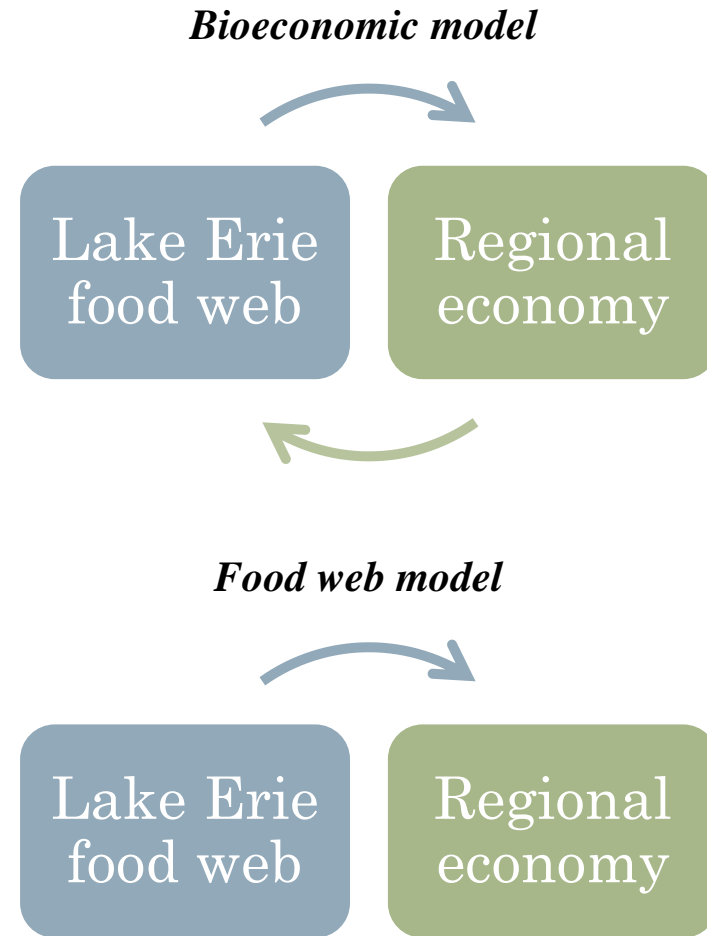 Bioeconomic model
Lake Erie
food web
Regional
economy
Food web model
Lake Erie
food web
Regional
economy